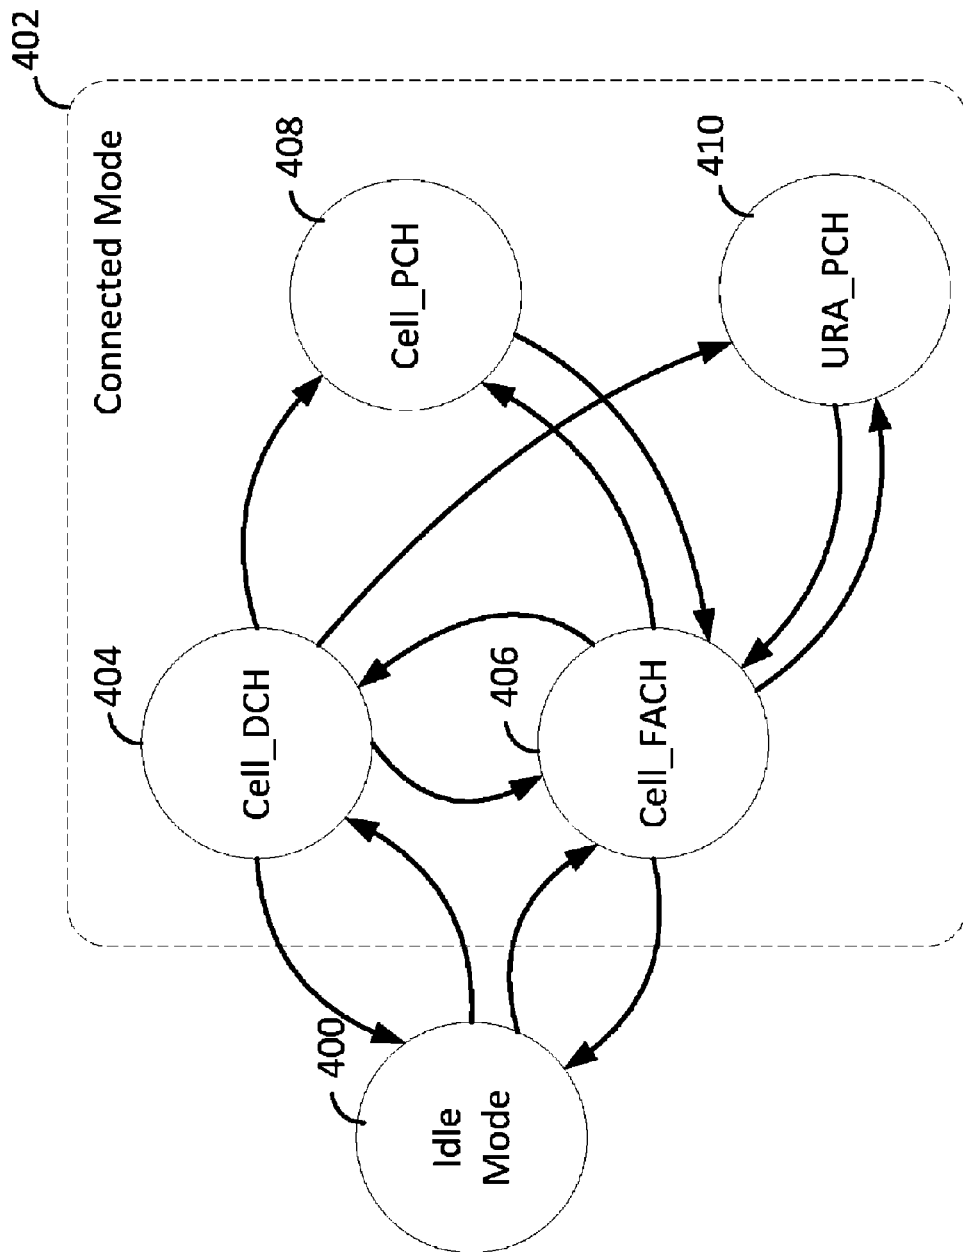 402
Connected Mode
404
Cell_DCH
408
Cell_PCH
406
Cell_FACH
410
URA_PCH
400
Idle
Mode